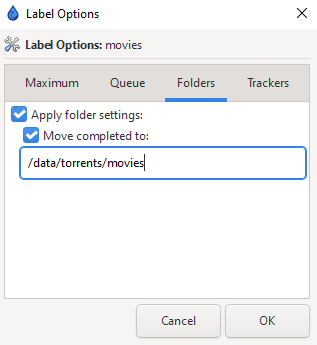 Label Options
Label Options: movies
Maximum Queue Folders Trackers
Apply folder settings:
Move completed to:
/data/torrents/movies
Cancel OK